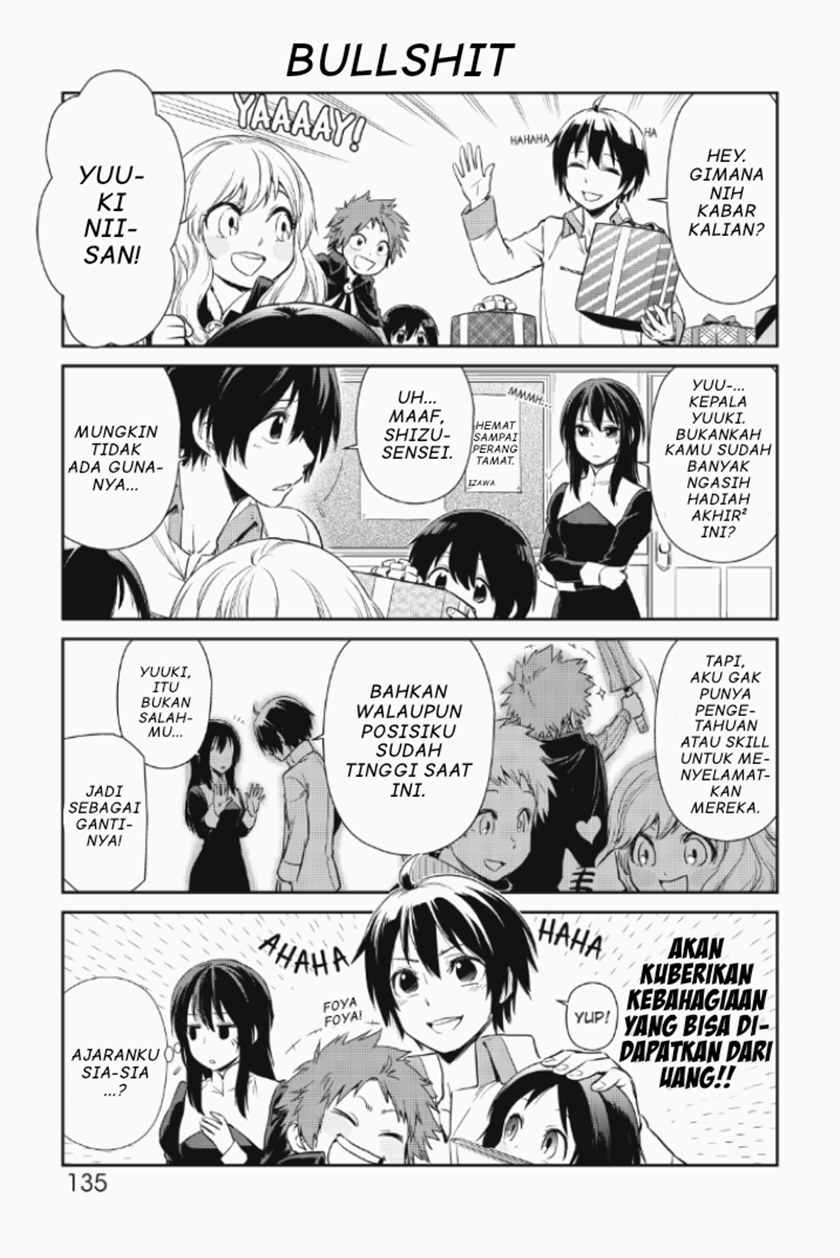 BULLSHIT
HEY.
GIMANA
NIH
KABAR
KALIAN?
HAHAHA
HA
YAAAAY!
YUU-
KI
NII-
SAN!
YUU-...
KEPALA
YUUKI.
BUKANKAH
KAMU SUDAH
BANYAK
NGASIH
HADIAH
AKHIR²
INI?
MMMH...
HEMAT
SAMPAI
PERANG
TAMAT.
IZAWA
UH...
MAAF,
SHIZU-
SENSEI.
MUNGKIN
TIDAK
ADA GUNA-
NYA...
TAPI,
AKU GAK
PUNYA
PENGE-
TAHUAN
ATAU SKILL
UNTUK ME-
NYELAMAT-
KAN
MEREKA.
BAHKAN
WALAUPUN
POSISIKU
SUDAH
TINGGI SAAT
INI.
YUUKI,
ITU
BUKAN
SALAH-
MU...
JADI
SEBAGAI
GANTI-
NYA!
AKAN
KUBERIKAN
KEBAHAGIAAN
YANG BISA DI-
DAPATKAN DARI
UANG!!
HAHA
YUP!
AHAHA
FOYA
FOYA!
AJARANKU
SIA-SIA
...?
135